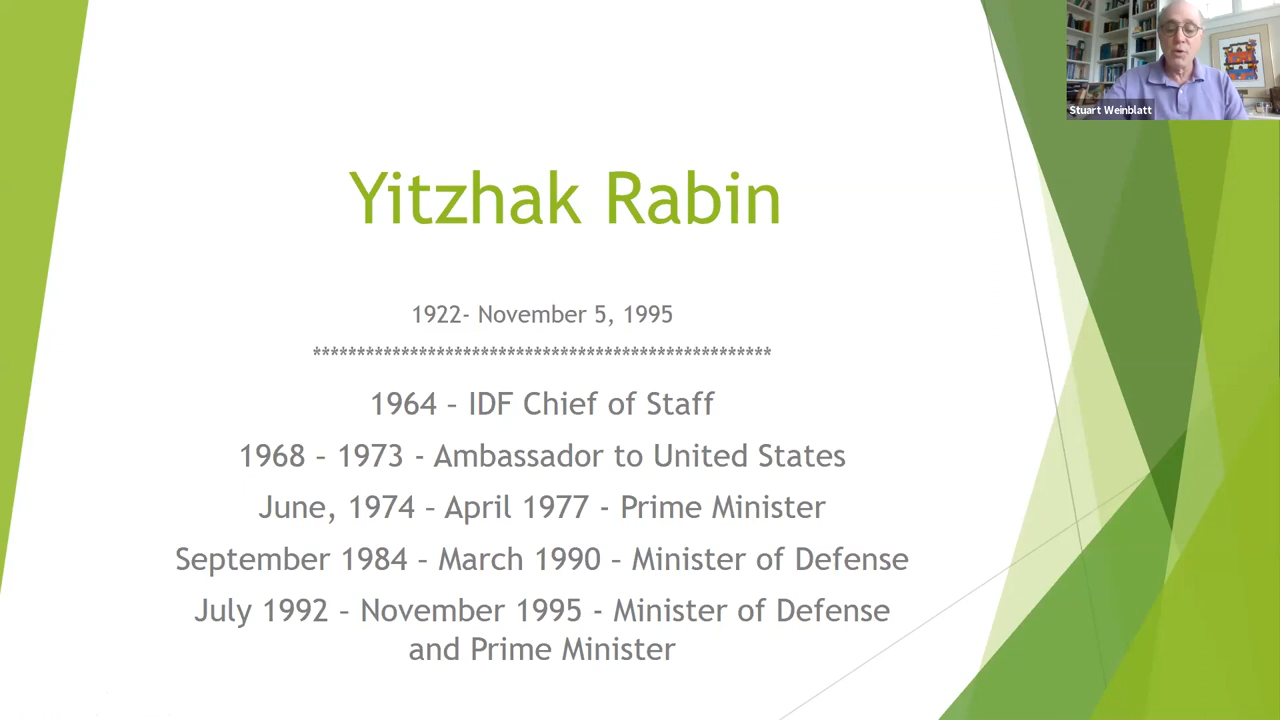 Stuart Weinblatt
Yitzhak Rabin
1922- November 5, 1995
****************************************************
1964 – IDF Chief of Staff
1968 – 1973 - Ambassador to United States
June, 1974 – April 1977 - Prime Minister
September 1984 – March 1990 – Minister of Defense
July 1992 – November 1995 - Minister of Defense
and Prime Minister